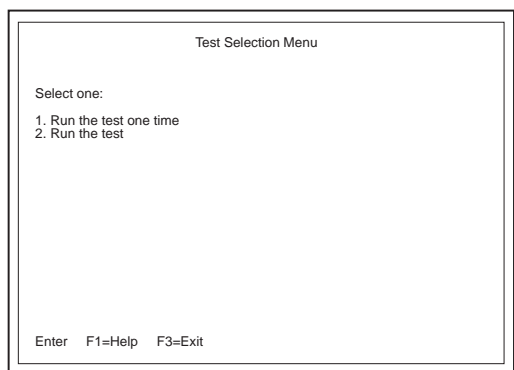 Test Selection Menu
Select one:
1. Run the test one time
2. Run the test
Enter F1=Help F3=Exit